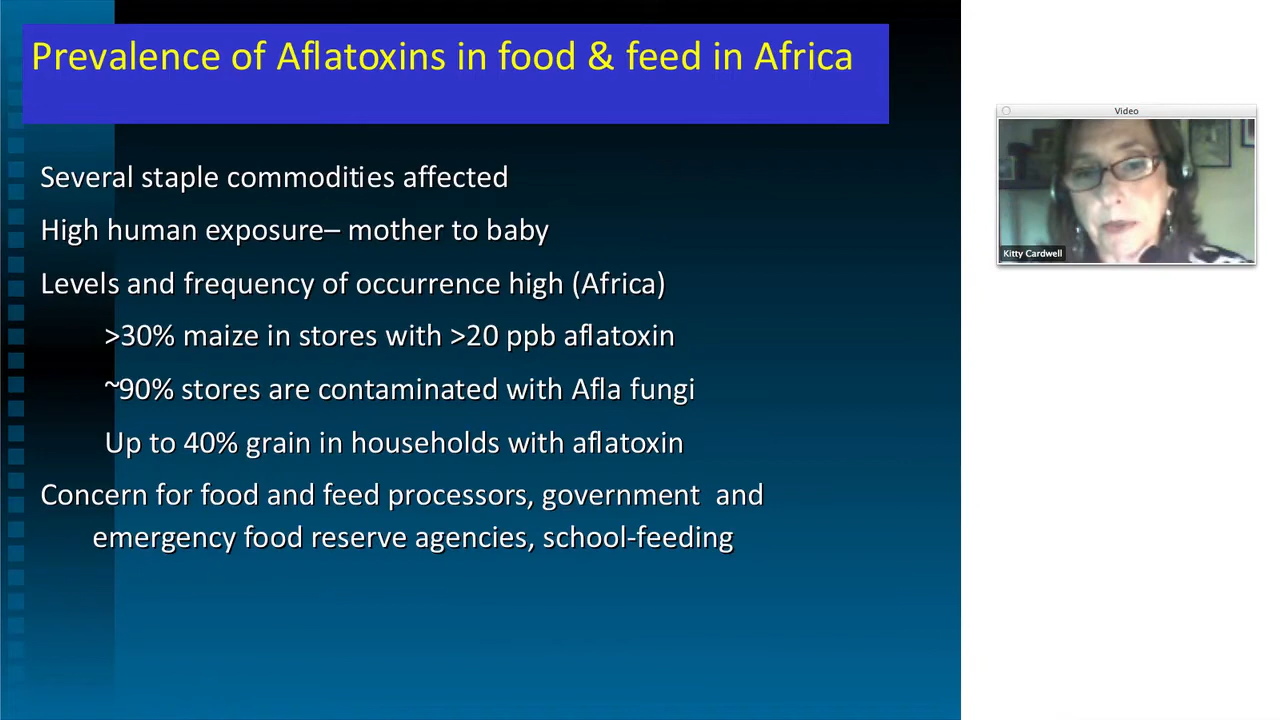 Prevalence of Aflatoxins in food & feed in Africa
Several staple commodities affected
High human exposure– mother to baby
Levels and frequency of occurrence high (Africa)
>30% maize in stores with >20 ppb aflatoxin
~90% stores are contaminated with Afla fungi
Up to 40% grain in households with aflatoxin
Concern for food and feed processors, government and
emergency food reserve agencies, school-feeding
Video
Kitty Cardwell